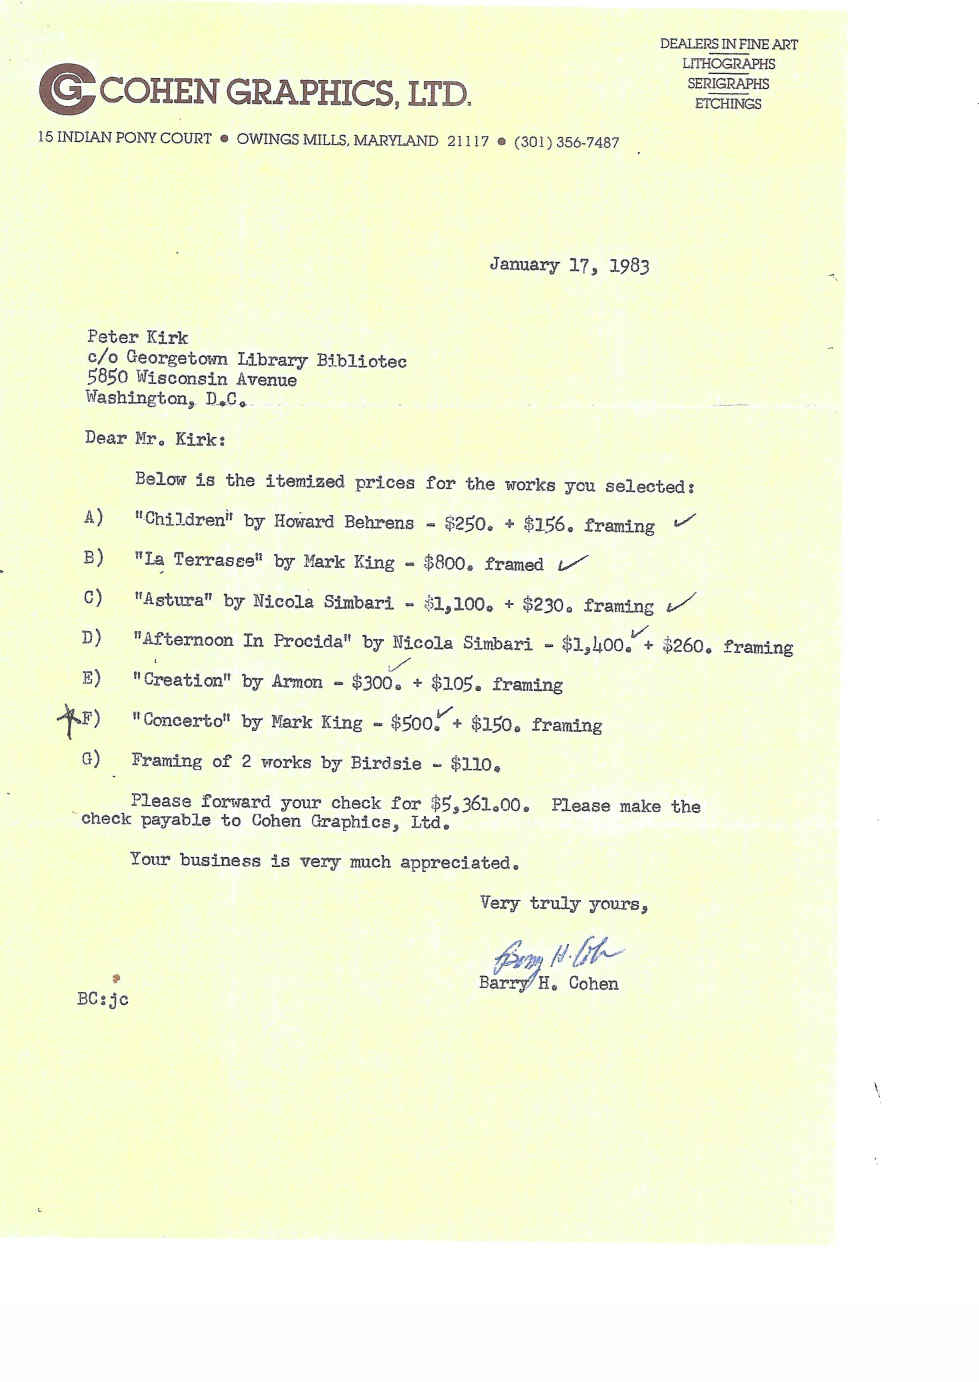 DEALERS IN FINE ART
LITHOGRAPHS
SERIGRAPHS
ETCHINGS
CG COHEN GRAPHICS, LTD.
15 INDIAN PONY COURT ● OWINGS MILLS, MARYLAND 21117 ● (301) 356-7487
January 17, 1983
Peter Kirk
c/o Georgetown Library Bibliotec
5850 Wisconsin Avenue
Washington, D.C.
Dear Mr. Kirk:
Below is the itemized prices for the works you selected:
A) "Children" by Howard Behrens - $250. + $156. framing ✓
B) "La Terrasse" by Mark King - $800. framed ✓
C) "Astura" by Nicola Simbari - $1,100. + $230. framing ✓
D) "Afternoon In Procida" by Nicola Simbari - $1,400. ✓ + $260. framing
E) "Creation" by Armon - $300. ✓ + $105. framing
F) "Concerto" by Mark King - $500. ✓ + $150. framing
G) Framing of 2 works by Birdsie - $110.
Please forward your check for $5,361.00. Please make the
check payable to Cohen Graphics, Ltd.
Your business is very much appreciated.
Very truly yours,
Barry H. Cohen
Barry H. Cohen
BC:jc